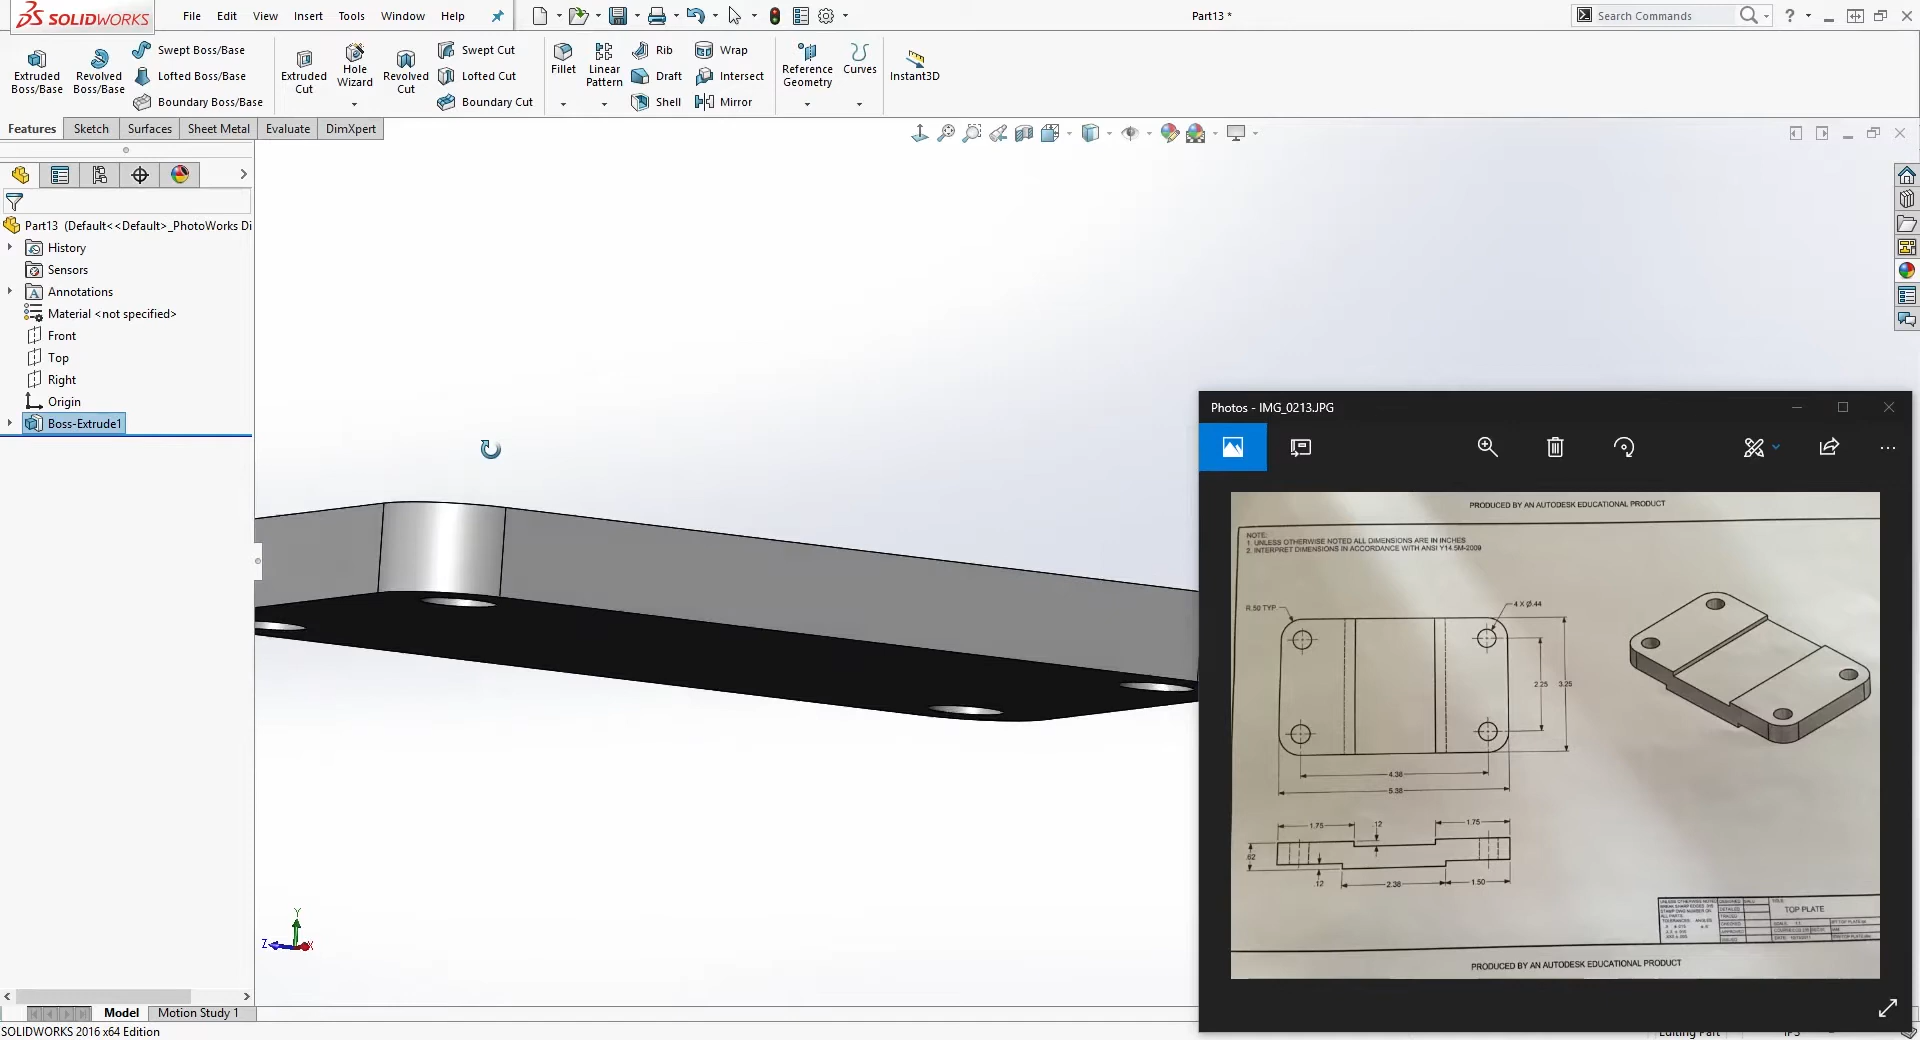 SOLIDWORKS
File Edit View Insert Tools Window Help
Part13 *
Search Commands
Extruded Boss/Base
Revolved Boss/Base
Swept Boss/Base
Lofted Boss/Base
Boundary Boss/Base
Extruded Cut
Hole Wizard
Revolved Cut
Swept Cut
Lofted Cut
Boundary Cut
Fillet
Linear Pattern
Rib
Draft
Shell
Wrap
Intersect
Mirror
Reference Geometry
Curves
Instant3D
Features Sketch Surfaces Sheet Metal Evaluate DimXpert
Part13 (Default<<Default>_PhotoWorks Di
History
Sensors
Annotations
Material <not specified>
Front
Top
Right
Origin
Boss-Extrude1
Y
Z
X
Photos - IMG_0213.JPG
PRODUCED BY AN AUTODESK EDUCATIONAL PRODUCT
NOTE:
1. UNLESS OTHERWISE NOTED ALL DIMENSIONS ARE IN INCHES
2. INTERPRET DIMENSIONS IN ACCORDANCE WITH ANSI Y14.5M-2009
R.50 TYP
4 X Ø.44
2.25
3.25
4.38
5.38
1.75
.12
1.75
.62
.12
2.38
1.50
TOP PLATE
PRODUCED BY AN AUTODESK EDUCATIONAL PRODUCT
Model Motion Study 1
SOLIDWORKS 2016 x64 Edition
Editing Part
IPS